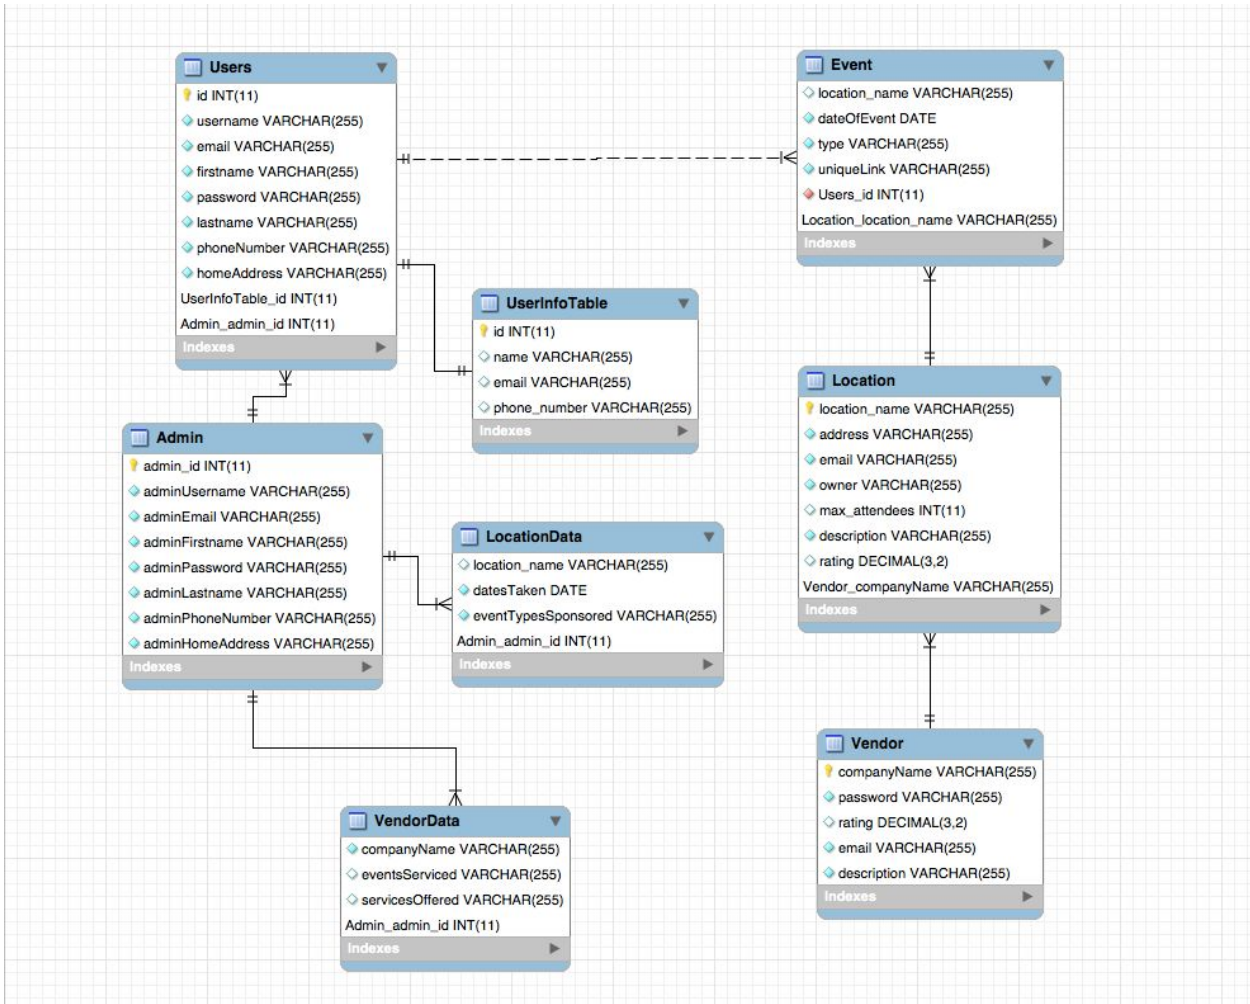 Users
id INT(11)
username VARCHAR(255)
email VARCHAR(255)
firstname VARCHAR(255)
password VARCHAR(255)
lastname VARCHAR(255)
phoneNumber VARCHAR(255)
homeAddress VARCHAR(255)
UserInfoTable_id INT(11)
Admin_admin_id INT(11)
Indexes
Event
location_name VARCHAR(255)
dateOfEvent DATE
type VARCHAR(255)
uniqueLink VARCHAR(255)
Users_id INT(11)
Location_location_name VARCHAR(255)
Indexes
UserInfoTable
id INT(11)
name VARCHAR(255)
email VARCHAR(255)
phone_number VARCHAR(255)
Indexes
Location
location_name VARCHAR(255)
address VARCHAR(255)
email VARCHAR(255)
owner VARCHAR(255)
max_attendees INT(11)
description VARCHAR(255)
rating DECIMAL(3,2)
Vendor_companyName VARCHAR(255)
Indexes
Admin
admin_id INT(11)
adminUsername VARCHAR(255)
adminEmail VARCHAR(255)
adminFirstname VARCHAR(255)
adminPassword VARCHAR(255)
adminLastname VARCHAR(255)
adminPhoneNumber VARCHAR(255)
adminHomeAddress VARCHAR(255)
Indexes
LocationData
location_name VARCHAR(255)
datesTaken DATE
eventTypesSponsored VARCHAR(255)
Admin_admin_id INT(11)
Indexes
Vendor
companyName VARCHAR(255)
password VARCHAR(255)
rating DECIMAL(3,2)
email VARCHAR(255)
description VARCHAR(255)
Indexes
VendorData
companyName VARCHAR(255)
eventsServiced VARCHAR(255)
servicesOffered VARCHAR(255)
Admin_admin_id INT(11)
Indexes